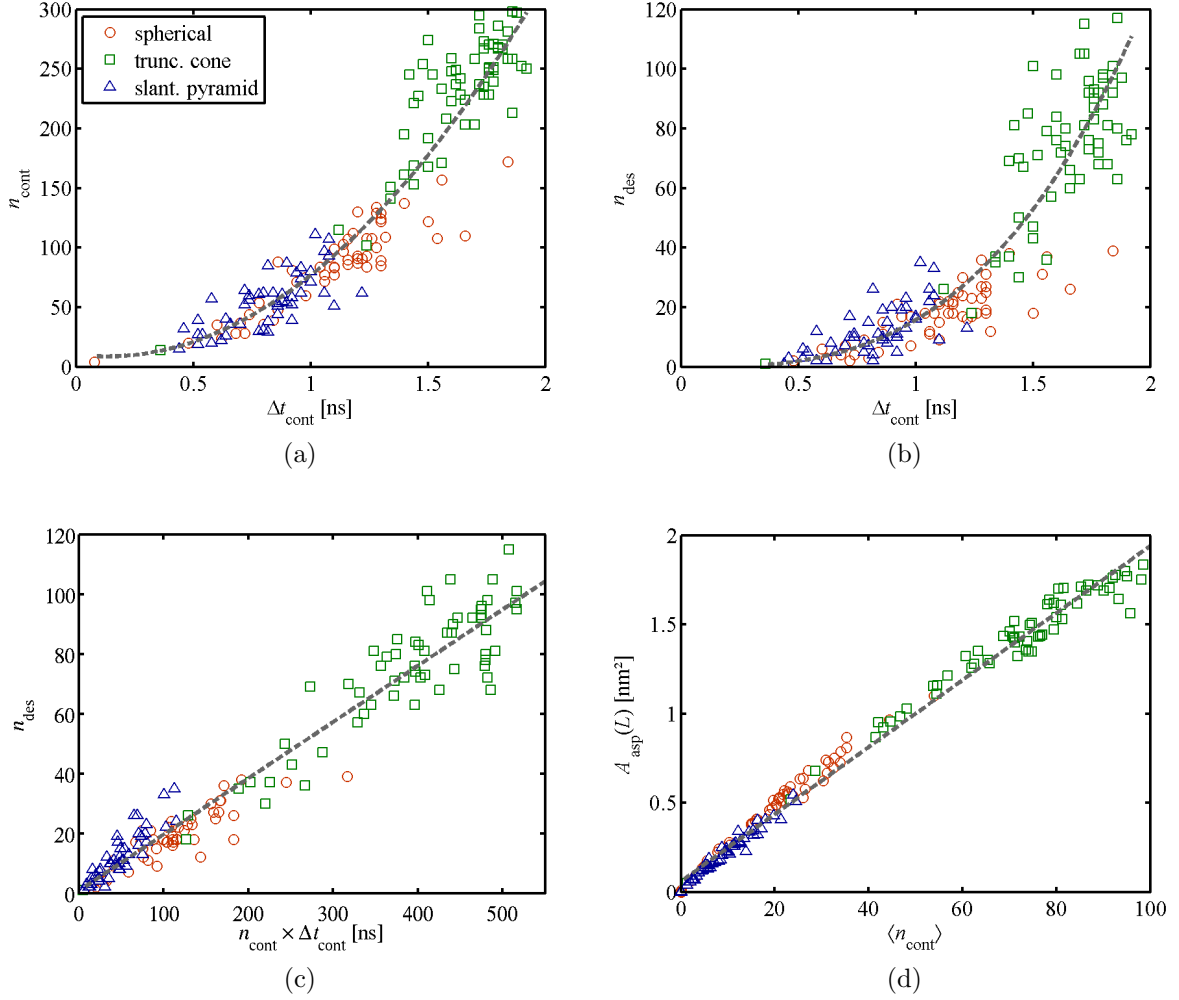 300
250
200
150
100
50
0
n_cont
spherical
trunc. cone
slant. pyramid
0 0.5 1 1.5 2
Δt_cont [ns]
(a)
120
100
80
60
40
20
0
n_des
0 0.5 1 1.5 2
Δt_cont [ns]
(b)
120
100
80
60
40
20
0
n_des
0 100 200 300 400 500
n_cont × Δt_cont [ns]
(c)
2
1.5
1
0.5
0
A_asp(L) [nm²]
0 20 40 60 80 100
⟨n_cont⟩
(d)